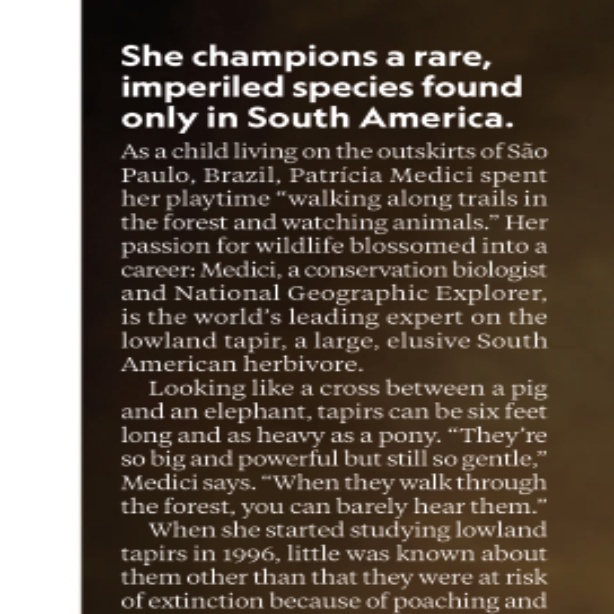 She champions a rare,
imperiled species found
only in South America.
As a child living on the outskirts of São
Paulo, Brazil, Patrícia Medici spent
her playtime “walking along trails in
the forest and watching animals.” Her
passion for wildlife blossomed into a
career: Medici, a conservation biologist
and National Geographic Explorer,
is the world’s leading expert on the
lowland tapir, a large, elusive South
American herbivore.
Looking like a cross between a pig
and an elephant, tapirs can be six feet
long and as heavy as a pony. “They’re
so big and powerful but still so gentle,”
Medici says. “When they walk through
the forest, you can barely hear them.”
When she started studying lowland
tapirs in 1996, little was known about
them other than that they were at risk
of extinction because of poaching and